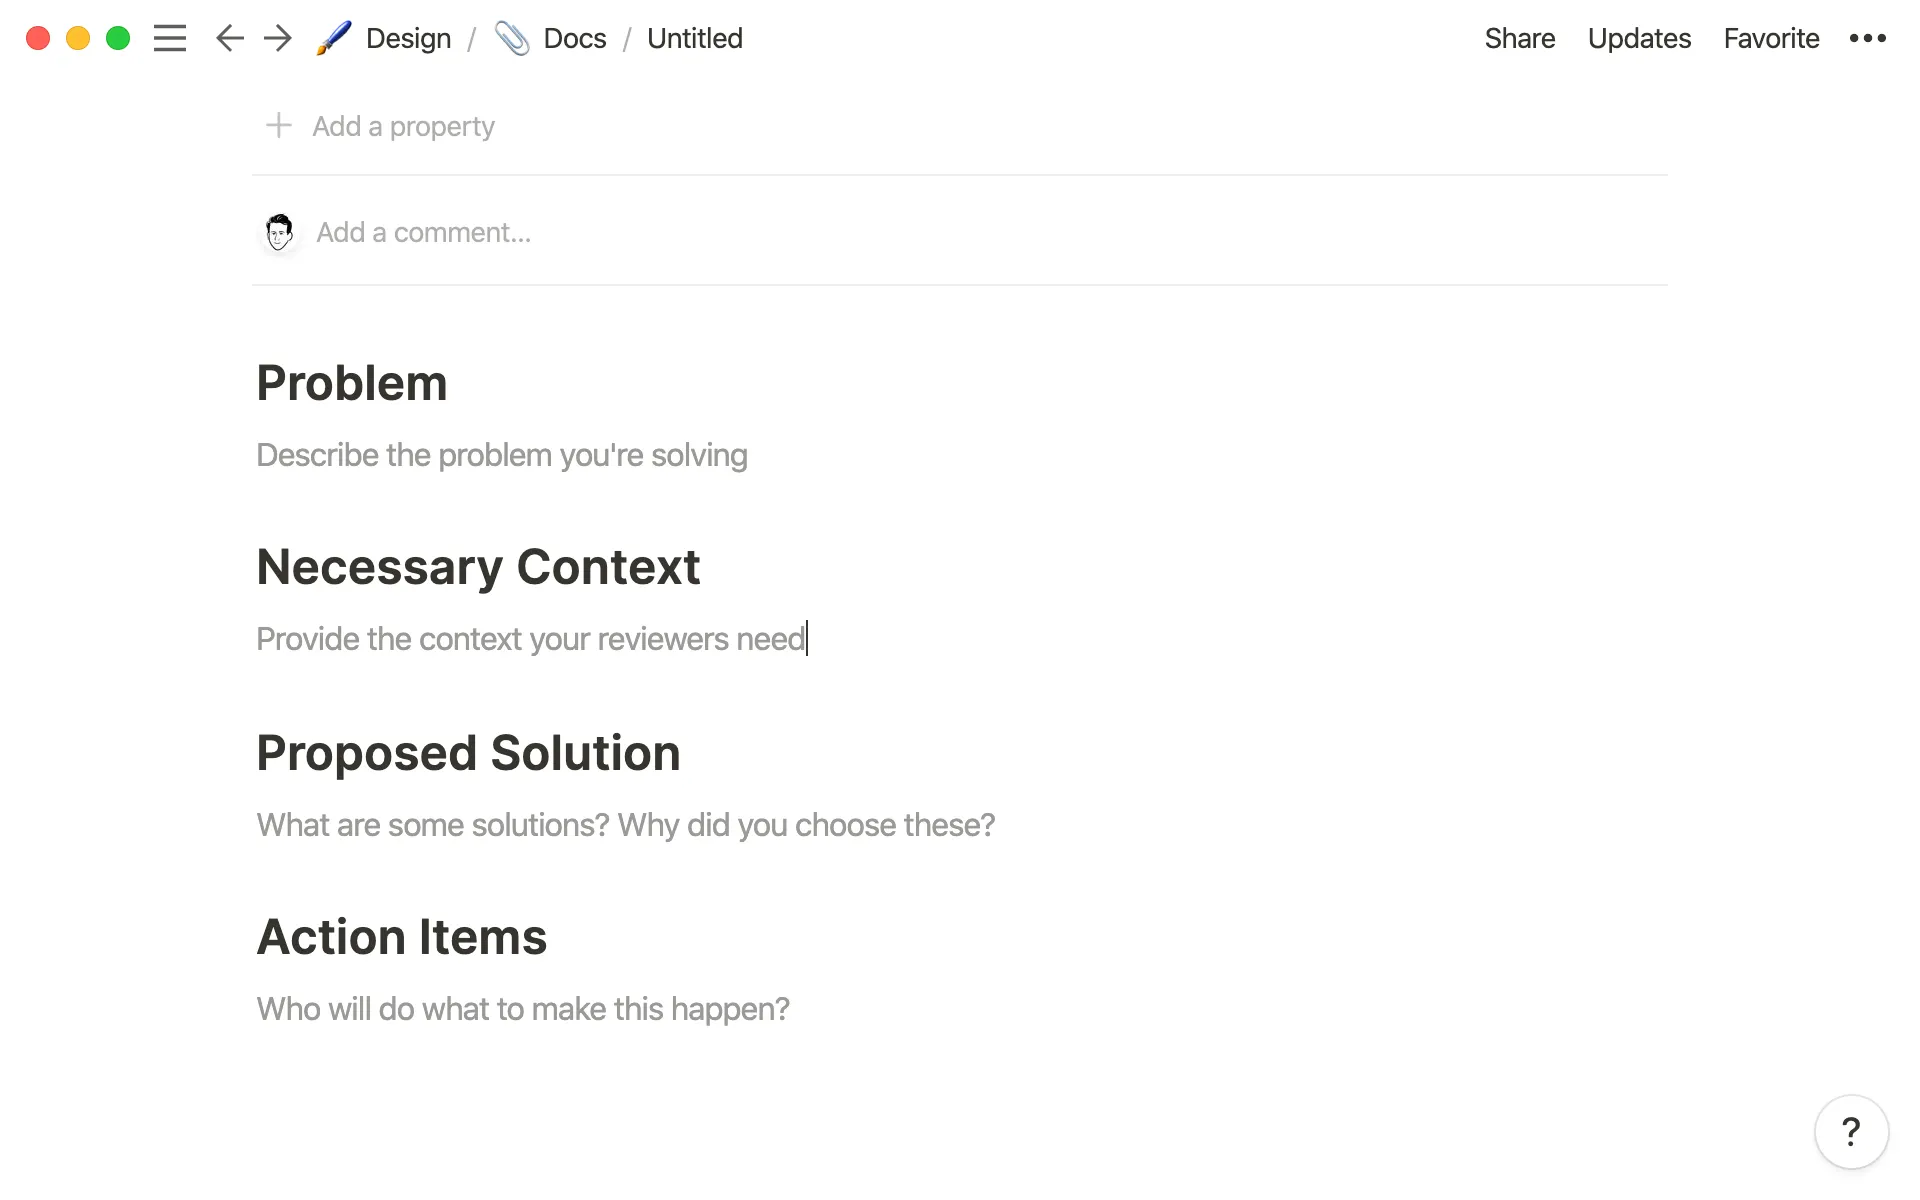 Design / Docs / Untitled
Share Updates Favorite •••
Add a property
Add a comment...
Problem
Describe the problem you're solving
Necessary Context
Provide the context your reviewers need
Proposed Solution
What are some solutions? Why did you choose these?
Action Items
Who will do what to make this happen?
?